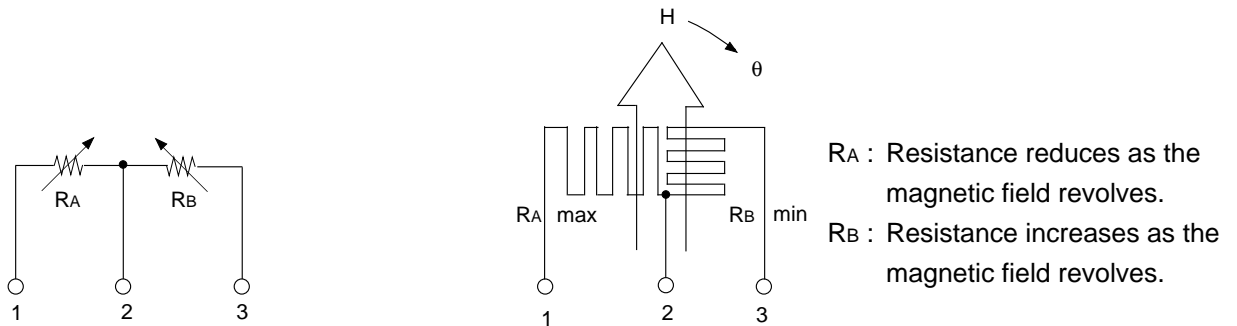 RA
RB
1
2
3
H
θ
RA max
RB min
1
2
3
RA : Resistance reduces as the
magnetic field revolves.
RB : Resistance increases as the
magnetic field revolves.